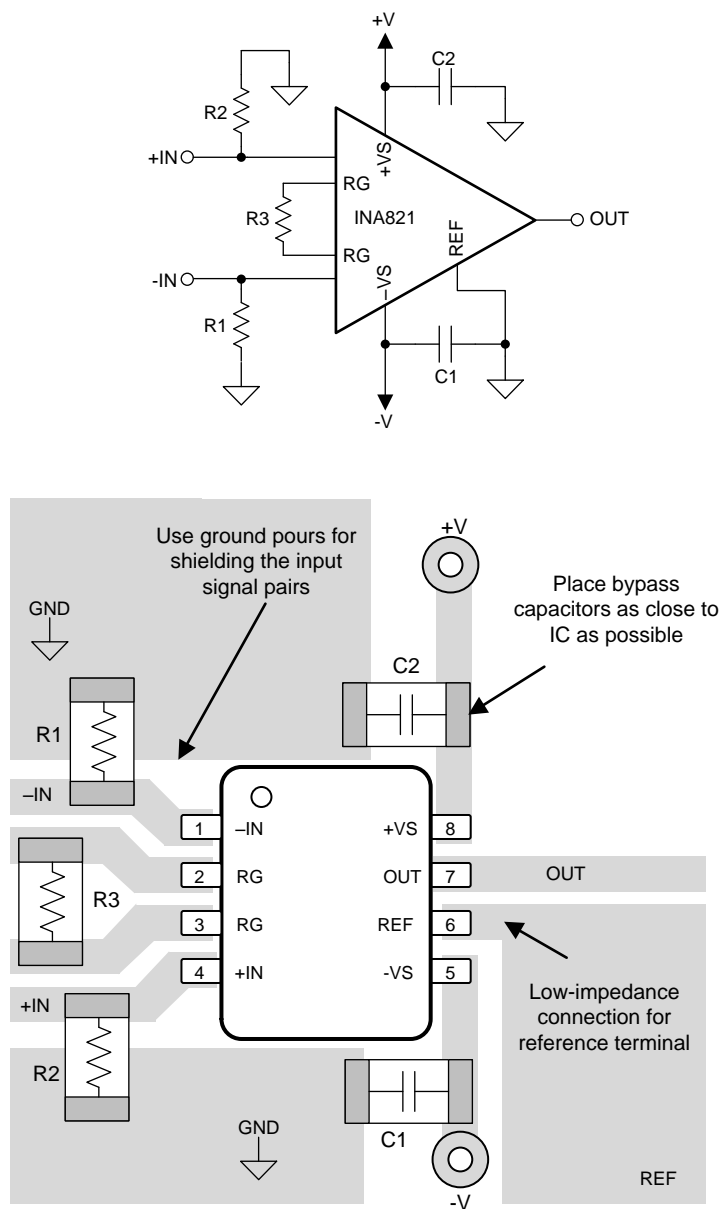 +V
C2
R2
+IN
+VS
RG
R3
INA821
OUT
REF
RG
-IN
–VS
R1
C1
-V
+V
Use ground pours for
shielding the input
signal pairs
Place bypass
capacitors as close to
IC as possible
GND
C2
R1
–IN
1
–IN
+VS
8
2
RG
OUT
7
OUT
R3
3
RG
REF
6
4
+IN
-VS
5
+IN
Low-impedance
connection for
reference terminal
R2
GND
C1
REF
-V